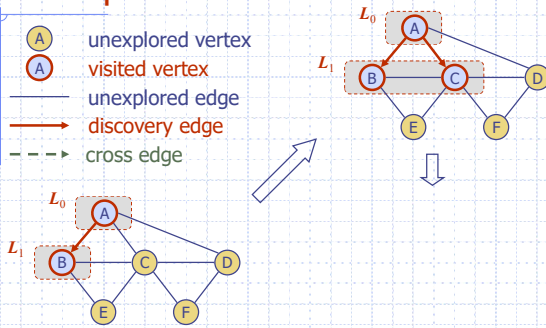 A unexplored vertex
A visited vertex
unexplored edge
discovery edge
cross edge
L0
A
L1
B
C
D
E
F
L0
A
L1
B
C
D
E
F